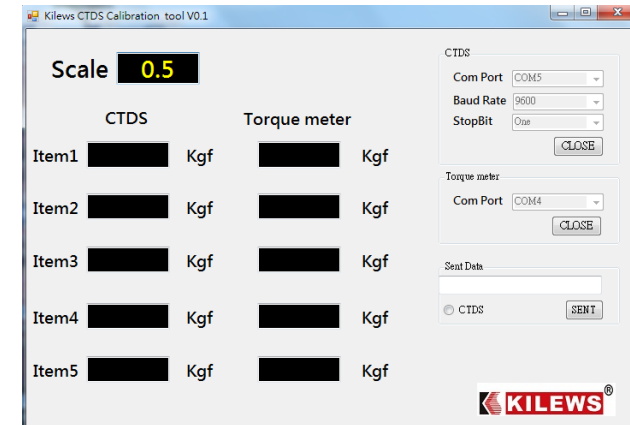 Kilews CTDS Calibration tool V0.1
Scale 0.5
CTDS Torque meter
Item1 Kgf Kgf
Item2 Kgf Kgf
Item3 Kgf Kgf
Item4 Kgf Kgf
Item5 Kgf Kgf
CTDS
Com Port COM5
Baud Rate 9600
StopBit One
CLOSE
Torque meter
Com Port COM4
CLOSE
Sent Data
CTDS SENT
KILEWS®